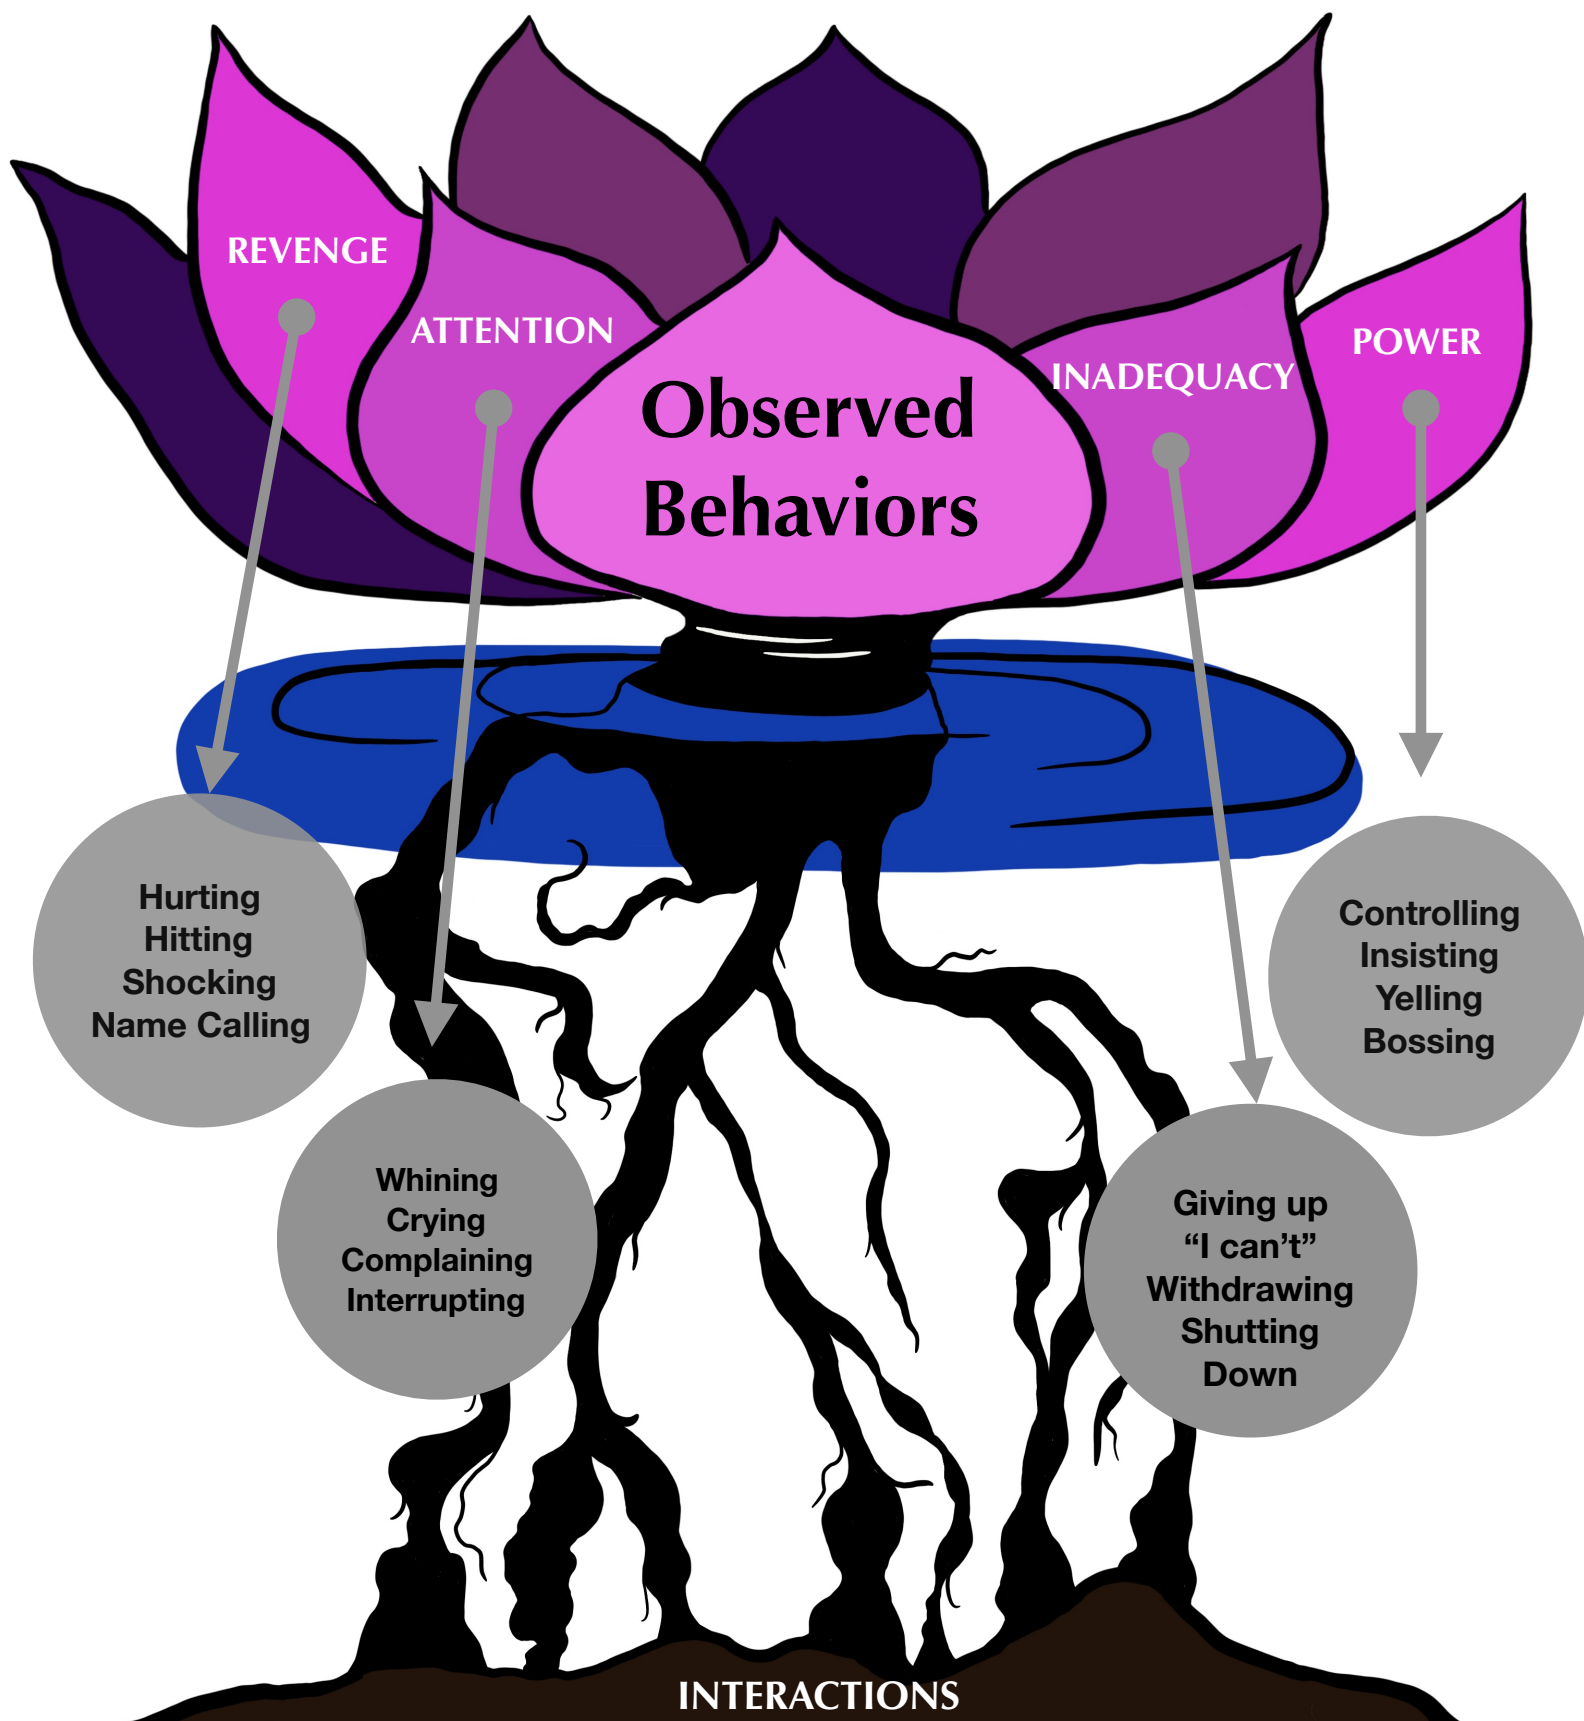 REVENGE
ATTENTION
INADEQUACY
POWER
Observed
Behaviors
Hurting
Hitting
Shocking
Name Calling
Whining
Crying
Complaining
Interrupting
Giving up
“I can’t”
Withdrawing
Shutting
Down
Controlling
Insisting
Yelling
Bossing
INTERACTIONS